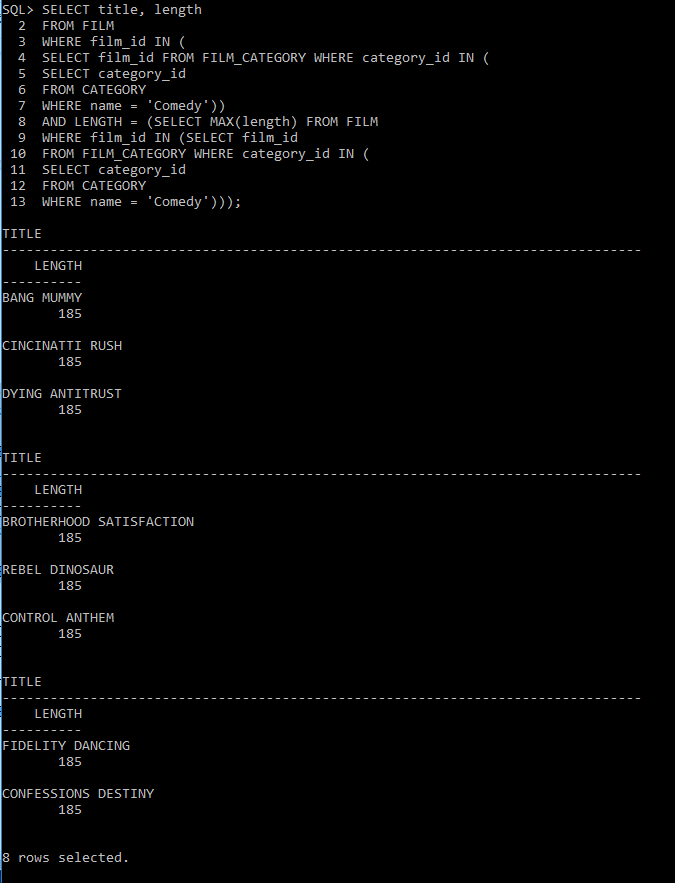 SQL> SELECT title, length
  2  FROM FILM
  3  WHERE film_id IN (
  4  SELECT film_id FROM FILM_CATEGORY WHERE category_id IN (
  5  SELECT category_id
  6  FROM CATEGORY
  7  WHERE name = 'Comedy'))
  8  AND LENGTH = (SELECT MAX(length) FROM FILM
  9  WHERE film_id IN (SELECT film_id
 10  FROM FILM_CATEGORY WHERE category_id IN (
 11  SELECT category_id
 12  FROM CATEGORY
 13  WHERE name = 'Comedy')));
TITLE
--------------------------------------------------------------------------------
    LENGTH
----------
BANG MUMMY
       185
CINCINATTI RUSH
       185
DYING ANTITRUST
       185
TITLE
--------------------------------------------------------------------------------
    LENGTH
----------
BROTHERHOOD SATISFACTION
       185
REBEL DINOSAUR
       185
CONTROL ANTHEM
       185
TITLE
--------------------------------------------------------------------------------
    LENGTH
----------
FIDELITY DANCING
       185
CONFESSIONS DESTINY
       185
8 rows selected.